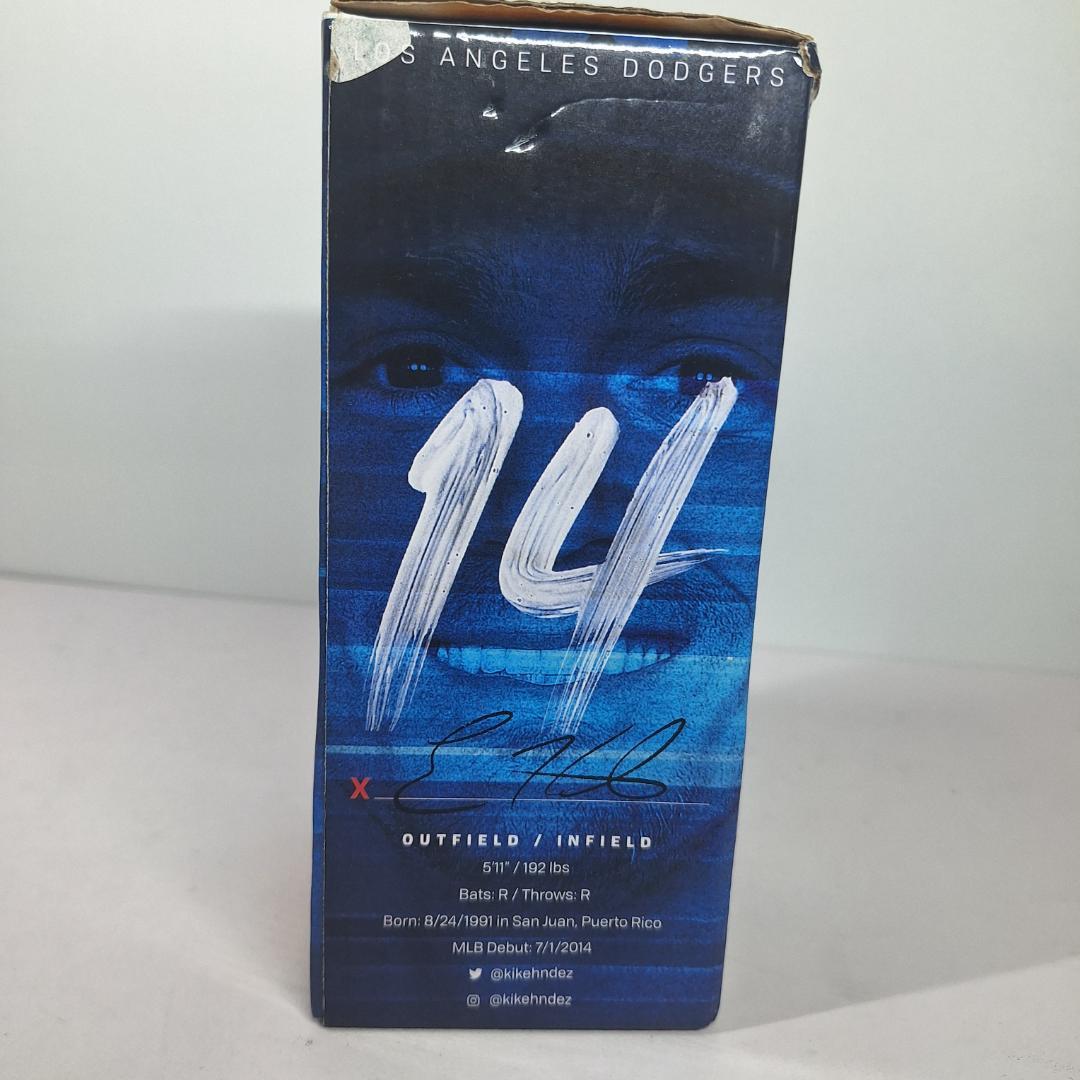 LOS ANGELES DODGERS
14
X
OUTFIELD / INFIELD
5'11" / 192 lbs
Bats: R / Throws: R
Born: 8/24/1991 in San Juan, Puerto Rico
MLB Debut: 7/1/2014
@kikehndez
@kikehndez